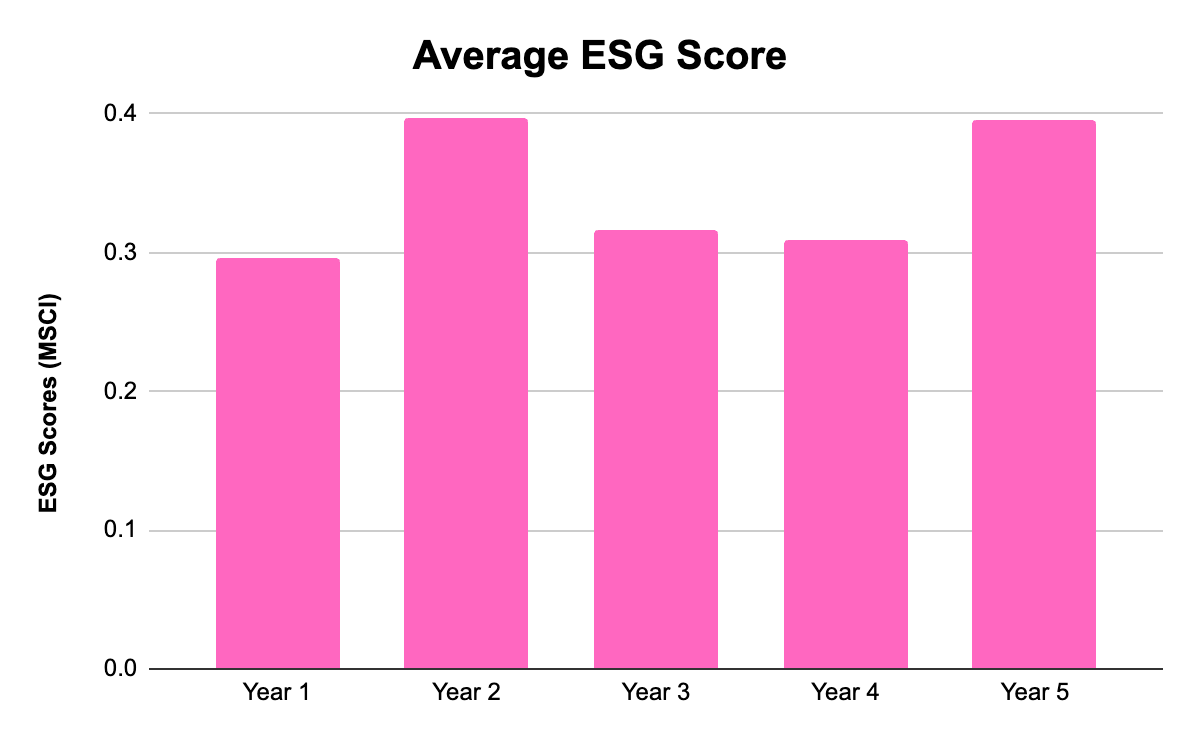 Average ESG Score
ESG Scores (MSCI)
0.4
0.3
0.2
0.1
0.0
Year 1
Year 2
Year 3
Year 4
Year 5